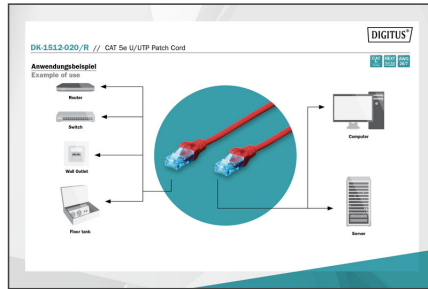 DIGITUS®
DK-1512-020/R // CAT 5e U/UTP Patch Cord
Anwendungsbeispiel
Example of use
Router
Switch
Wall Outlet
Floor tank
Computer
Server